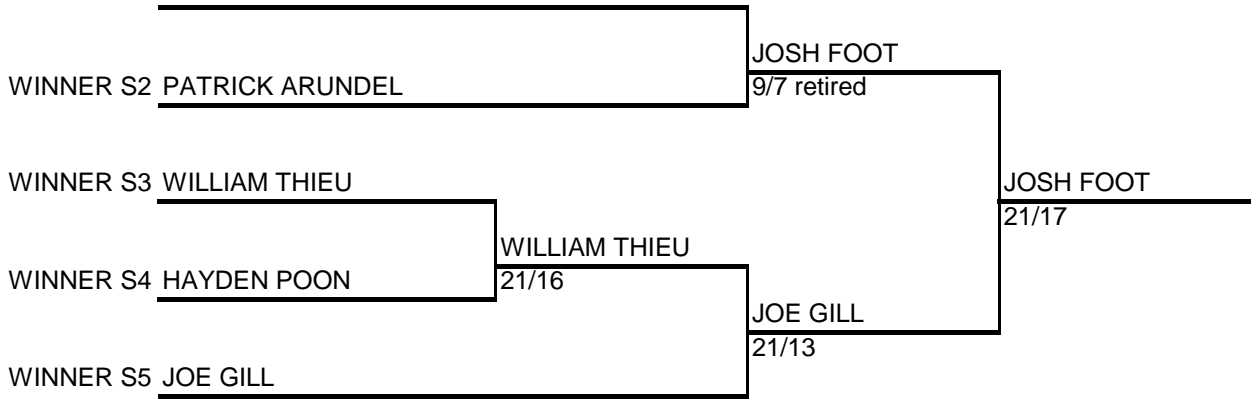 JOSH FOOT
WINNER S2 PATRICK ARUNDEL
9/7 retired
WINNER S3 WILLIAM THIEU
JOSH FOOT
21/17
WILLIAM THIEU
WINNER S4 HAYDEN POON
21/16
JOE GILL
21/13
WINNER S5 JOE GILL